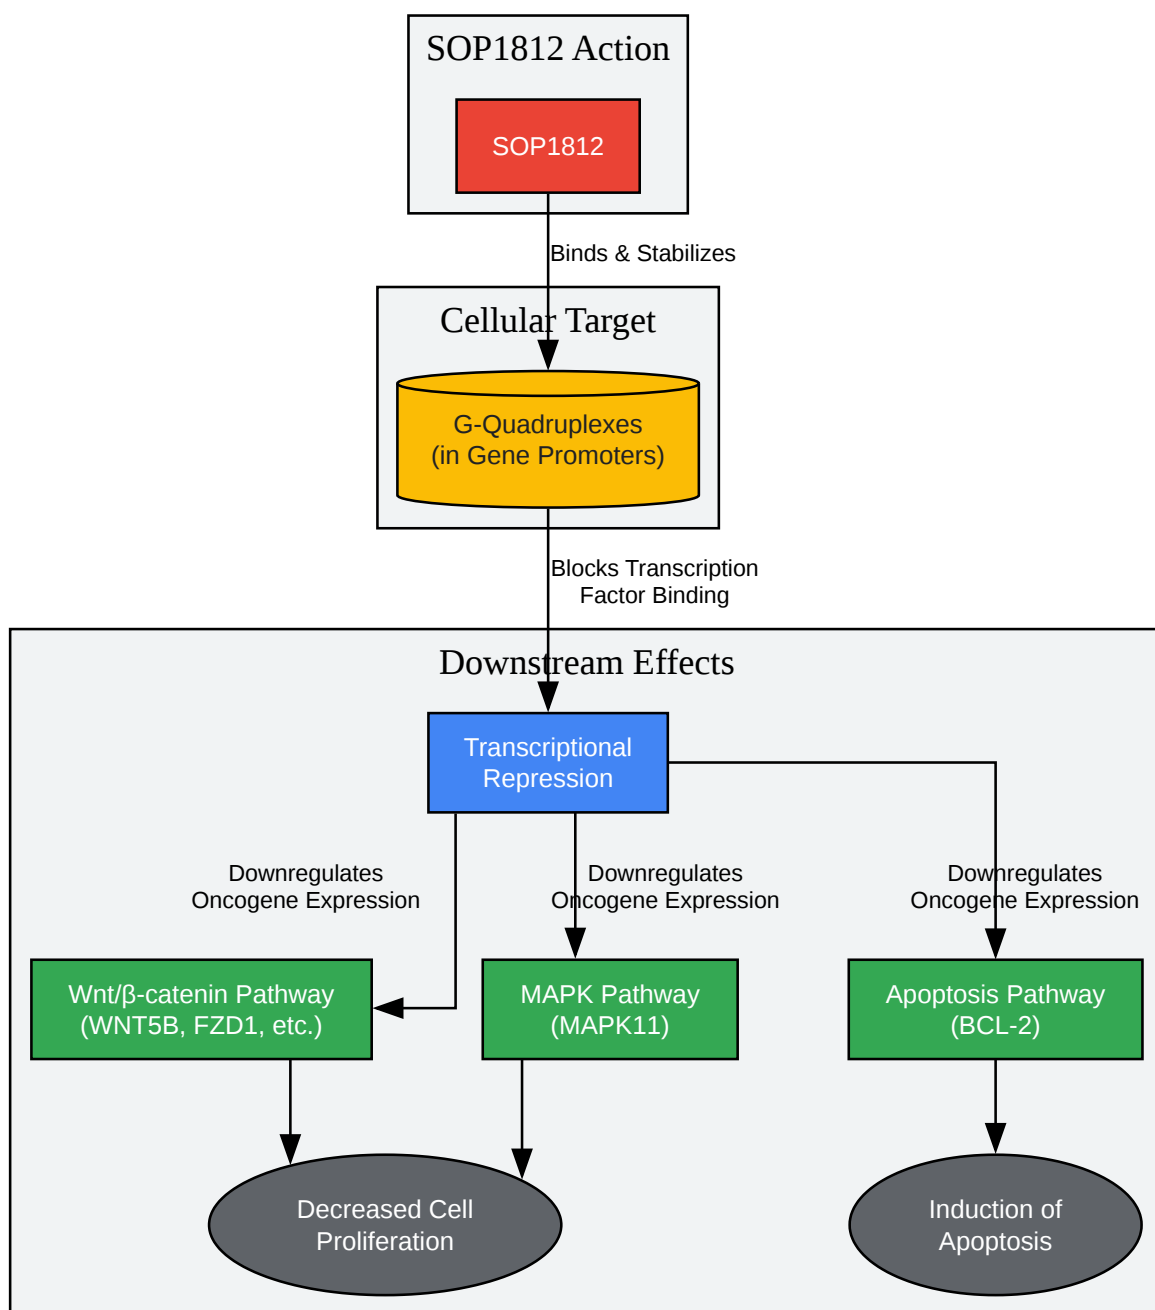 SOP1812 Action
SOP1812
Binds & Stabilizes
Cellular Target
G-Quadruplexes
(in Gene Promoters)
Blocks Transcription
Factor Binding
Downstream Effects
Transcriptional
Repression
Downregulates
Oncogene Expression
Downregulates
Oncogene Expression
Downregulates
Oncogene Expression
Wnt/β-catenin Pathway
(WNT5B, FZD1, etc.)
MAPK Pathway
(MAPK11)
Apoptosis Pathway
(BCL-2)
Decreased Cell
Proliferation
Induction of
Apoptosis